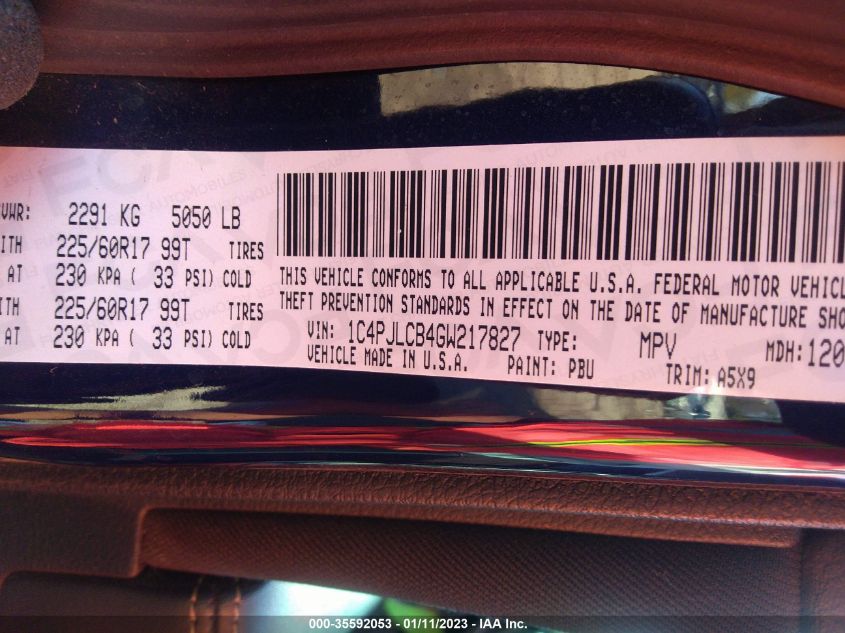 VWR: 2291 KG 5050 LB
ITH 225/60R17 99T TIRES
AT 230 KPA ( 33 PSI) COLD
ITH 225/60R17 99T TIRES
AT 230 KPA ( 33 PSI) COLD
THIS VEHICLE CONFORMS TO ALL APPLICABLE U.S.A. FEDERAL MOTOR VEHICL
THEFT PREVENTION STANDARDS IN EFFECT ON THE DATE OF MANUFACTURE SHO
VIN: 1C4PJLCB4GW217827 TYPE: MPV MDH: 120
VEHICLE MADE IN U.S.A. PAINT: PBU TRIM: A5X9
000-35592053 - 01/11/2023 - IAA Inc.